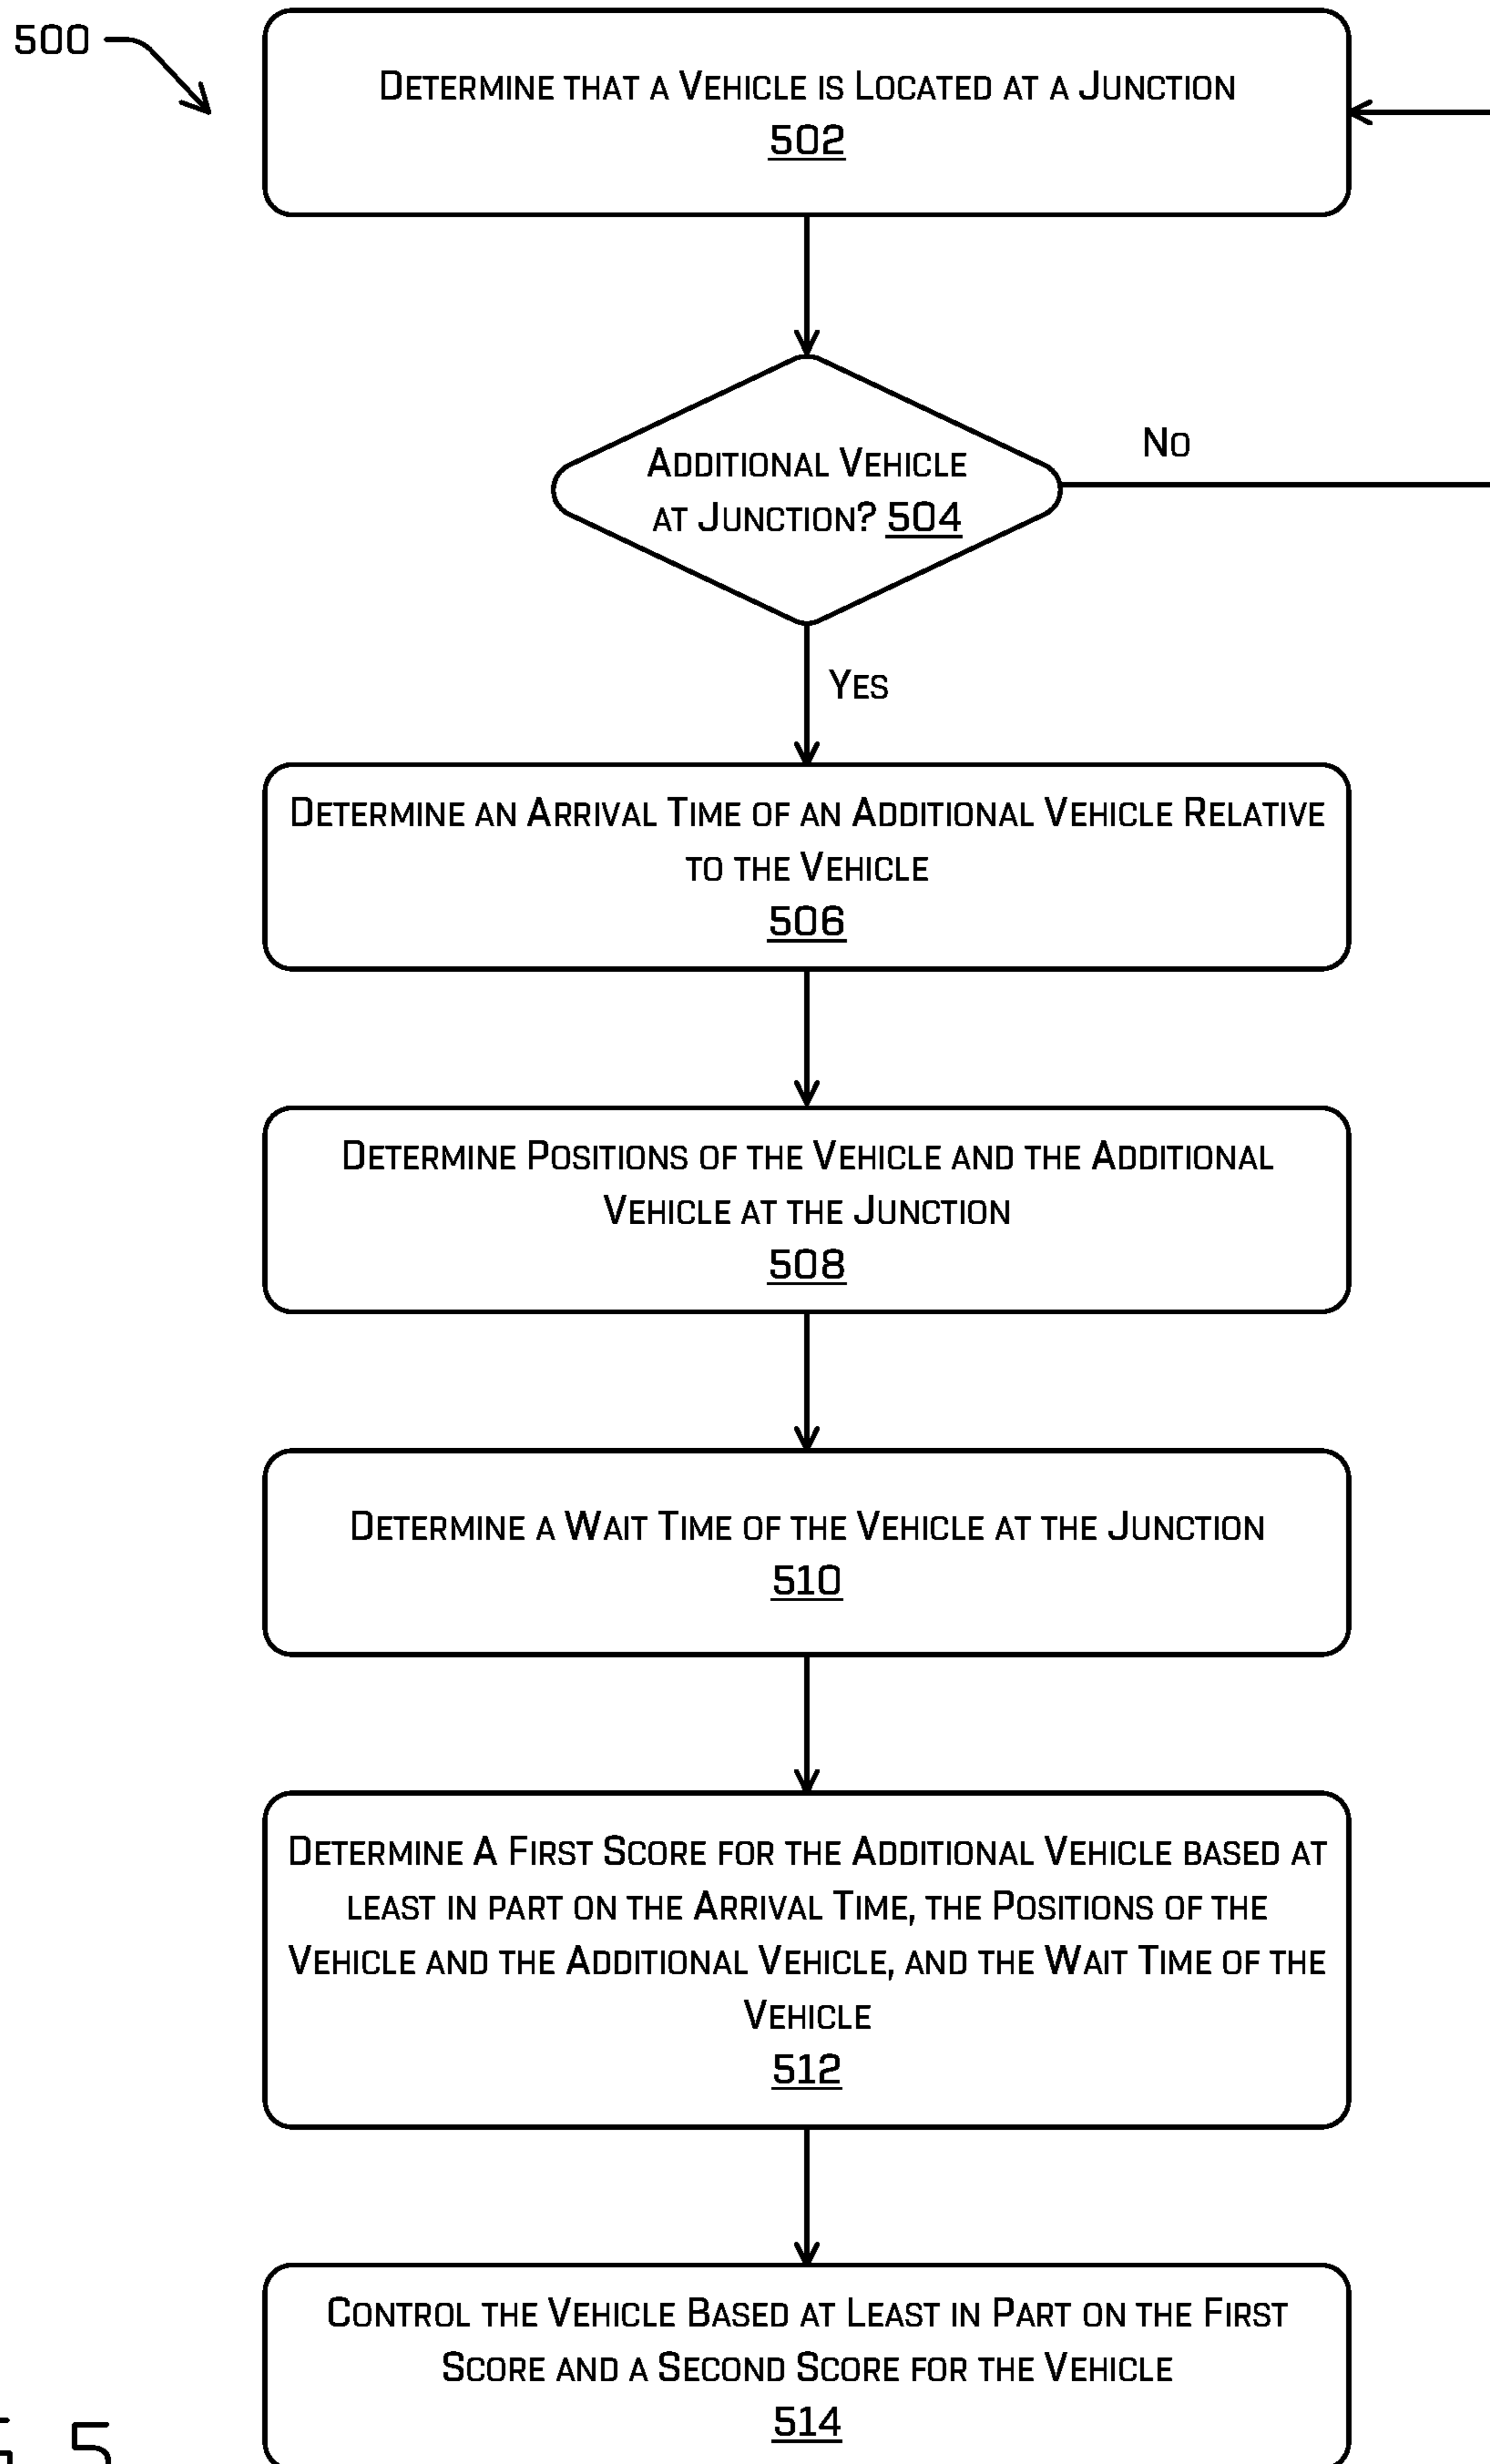 500
Determine that a Vehicle is Located at a Junction
502
Additional Vehicle
at Junction? 504
No
Yes
Determine an Arrival Time of an Additional Vehicle Relative
to the Vehicle
506
Determine Positions of the Vehicle and the Additional
Vehicle at the Junction
508
Determine a Wait Time of the Vehicle at the Junction
510
Determine A First Score for the Additional Vehicle based at
least in part on the Arrival Time, the Positions of the
Vehicle and the Additional Vehicle, and the Wait Time of the
Vehicle
512
Control the Vehicle Based at Least in Part on the First
Score and a Second Score for the Vehicle
514
5